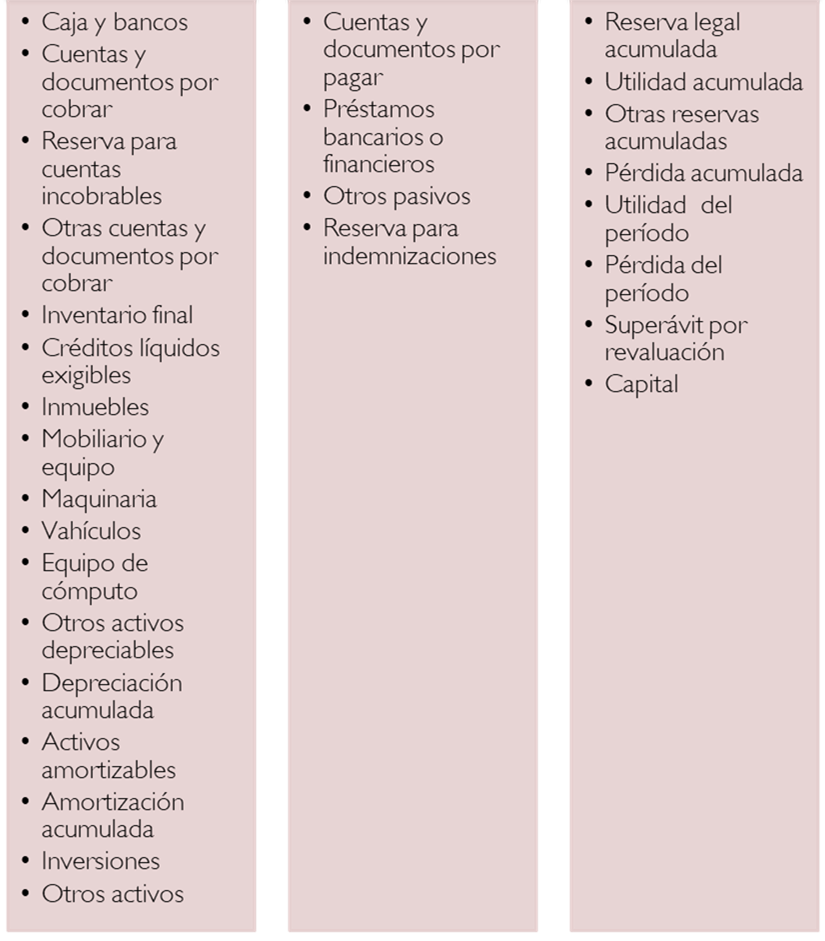 • Caja y bancos
• Cuentas y
documentos por
cobrar
• Reserva para
cuentas
incobrables
• Otras cuentas y
documentos por
cobrar
• Inventario final
• Créditos líquidos
exigibles
• Inmuebles
• Mobiliario y
equipo
• Maquinaria
• Vahículos
• Equipo de
cómputo
• Otros activos
depreciables
• Depreciación
acumulada
• Activos
amortizables
• Amortización
acumulada
• Inversiones
• Otros activos
• Cuentas y
documentos por
pagar
• Préstamos
bancarios o
financieros
• Otros pasivos
• Reserva para
indemnizaciones
• Reserva legal
acumulada
• Utilidad acumulada
• Otras reservas
acumuladas
• Pérdida acumulada
• Utilidad del
período
• Pérdida del
período
• Superávit por
revaluación
• Capital